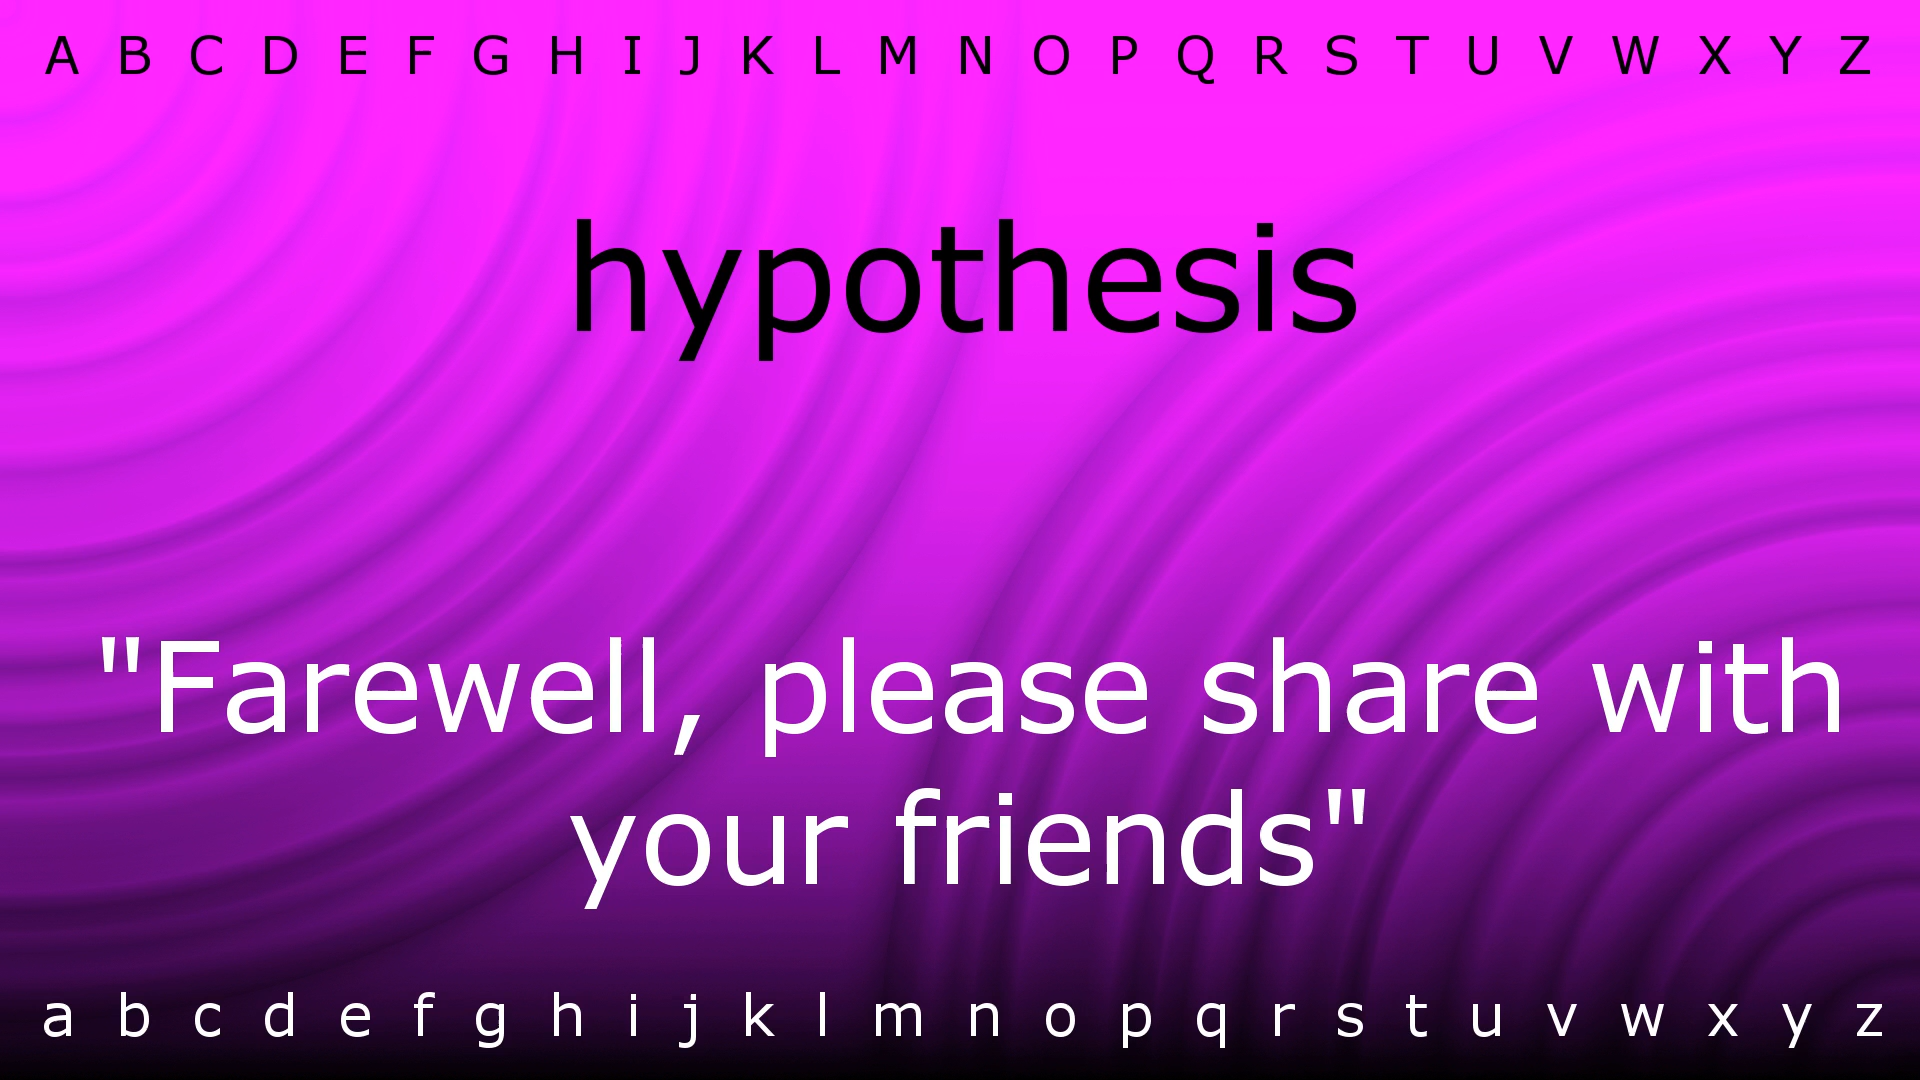 A B C D E F G H I J K L M N O P Q R S T U V W X Y Z
hypothesis
"Farewell, please share with
your friends"
a b c d e f g h i j k l m n o p q r s t u v w x y z